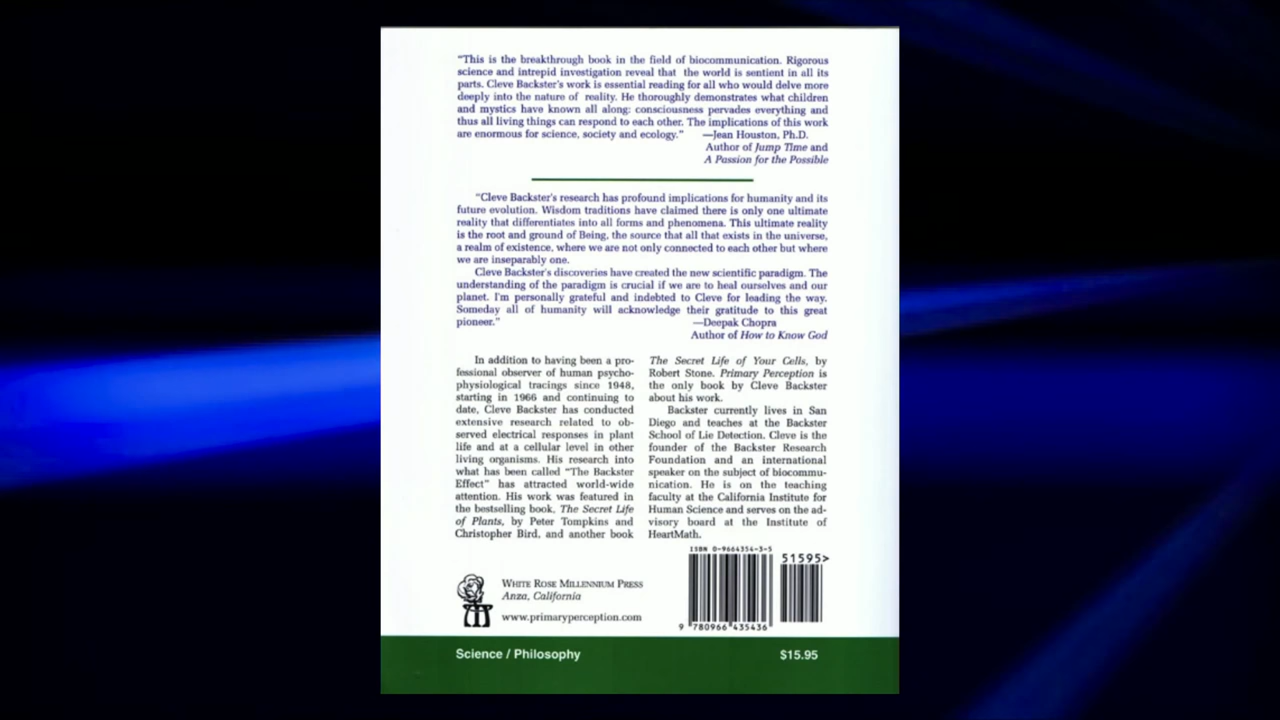 “This is the breakthrough book in the field of biocommunication. Rigorous
science and intrepid investigation reveal that the world is sentient in all its
parts. Cleve Backster's work is essential reading for all who would delve more
deeply into the nature of reality. He thoroughly demonstrates what children
and mystics have known all along: consciousness pervades everything and
thus all living things can respond to each other. The implications of this work
are enormous for science, society and ecology.” —Jean Houston, Ph.D.
Author of Jump Time and
A Passion for the Possible
“Cleve Backster's research has profound implications for humanity and its
future evolution. Wisdom traditions have claimed there is only one ultimate
reality that differentiates into all forms and phenomena. This ultimate reality
is the root and ground of Being, the source that all that exists in the universe,
a realm of existence, where we are not only connected to each other but where
we are inseparably one.
Cleve Backster's discoveries have created the new scientific paradigm. The
understanding of the paradigm is crucial if we are to heal ourselves and our
planet. I'm personally grateful and indebted to Cleve for leading the way.
Someday all of humanity will acknowledge their gratitude to this great
pioneer.” —Deepak Chopra
Author of How to Know God
In addition to having been a pro-
fessional observer of human psycho-
physiological tracings since 1948,
starting in 1966 and continuing to
date, Cleve Backster has conducted
extensive research related to ob-
served electrical responses in plant
life and at a cellular level in other
living organisms. His research into
what has been called “The Backster
Effect” has attracted world-wide
attention. His work was featured in
the bestselling book, The Secret Life
of Plants, by Peter Tompkins and
Christopher Bird, and another book
The Secret Life of Your Cells, by
Robert Stone. Primary Perception is
the only book by Cleve Backster
about his work.
Backster currently lives in San
Diego and teaches at the Backster
School of Lie Detection. Cleve is the
founder of the Backster Research
Foundation and an international
speaker on the subject of biocommu-
nication. He is on the teaching
faculty at the California Institute for
Human Science and serves on the ad-
visory board at the Institute of
HeartMath.
ISBN 0-9664354-3-5
51595>
9 780966 435436
White Rose Millennium Press
Anza, California
www.primaryperception.com
Science / Philosophy
$15.95